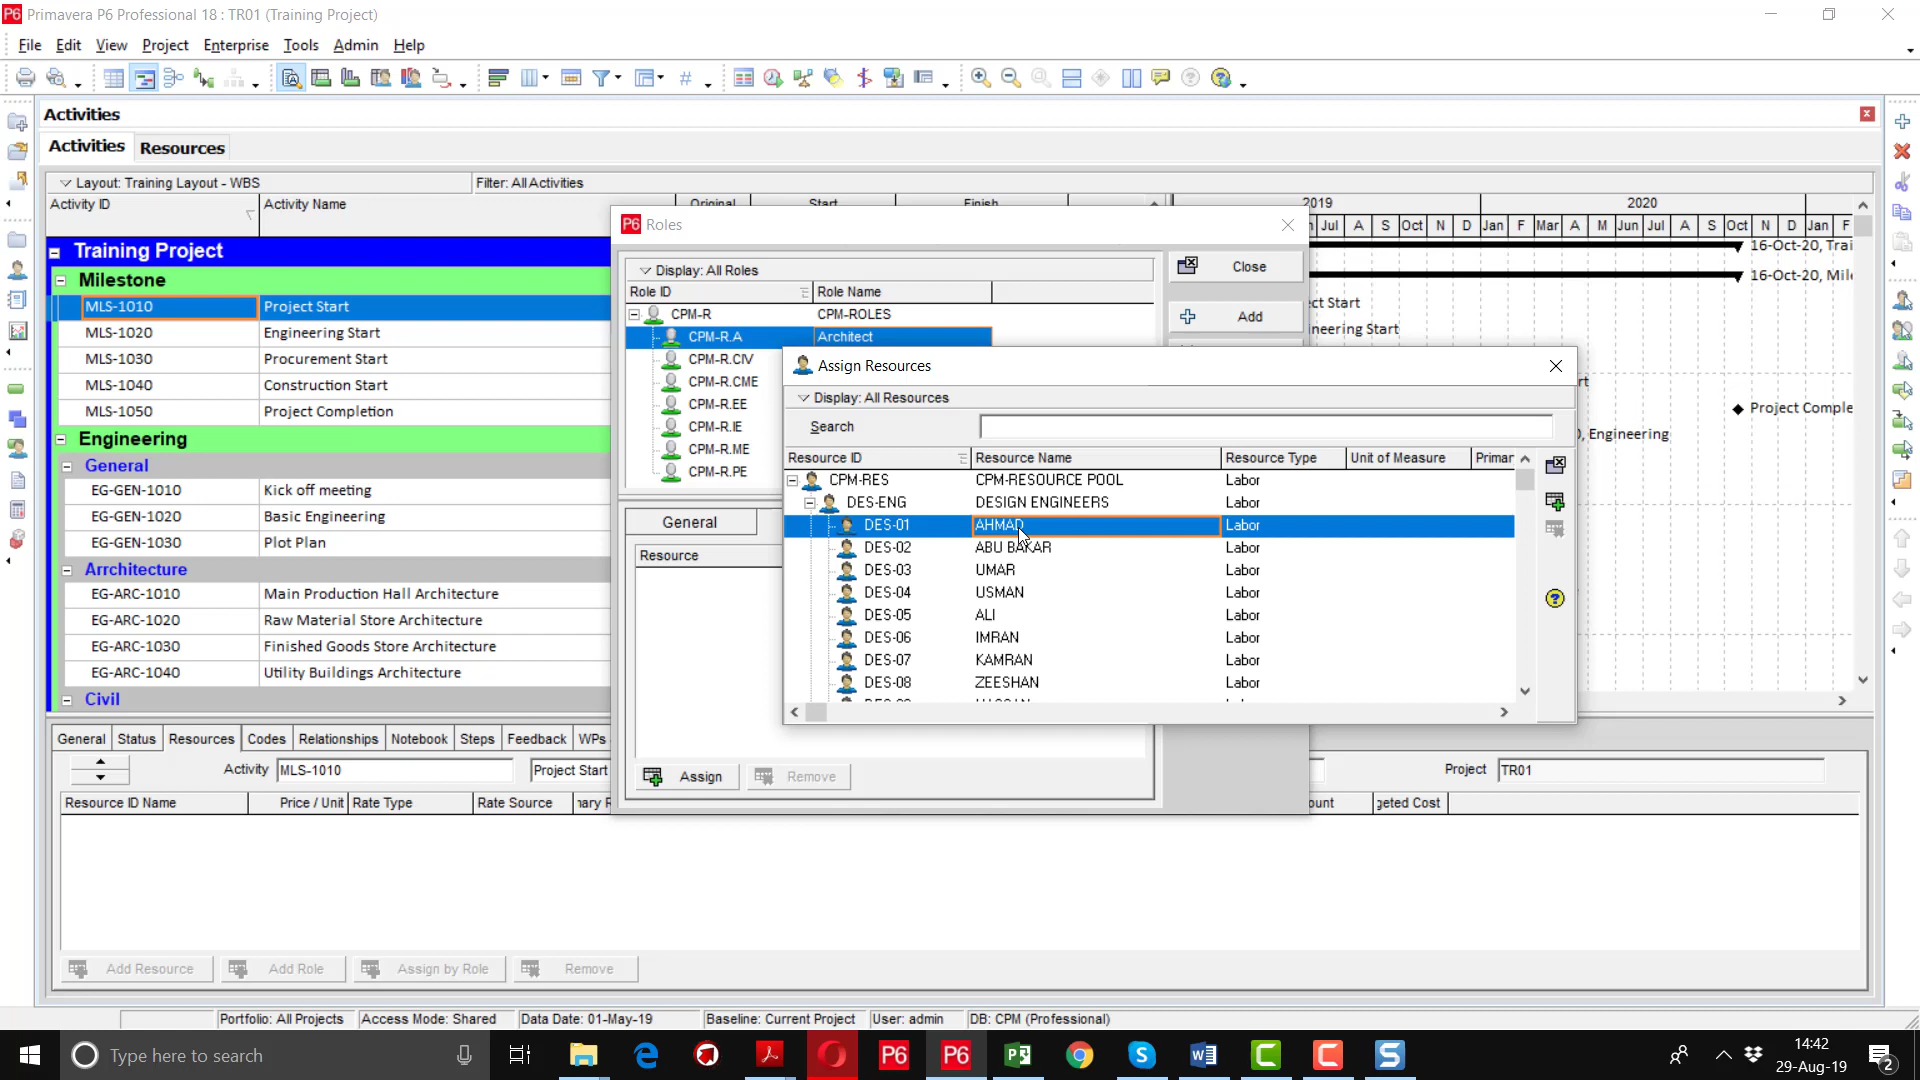 Primavera P6 Professional 18 : TR01 (Training Project)
File Edit View Project Enterprise Tools Admin Help
Activities
Activities Resources
Layout: Training Layout - WBS Filter: All Activities
Activity ID Activity Name Original Start Finish 2019 2020
Jul A S Oct N D Jan F Mar A M Jun Jul A S Oct N D Jan F
Training Project
Milestone
MLS-1010 Project Start
MLS-1020 Engineering Start
MLS-1030 Procurement Start
MLS-1040 Construction Start
MLS-1050 Project Completion
Engineering
General
EG-GEN-1010 Kick off meeting
EG-GEN-1020 Basic Engineering
EG-GEN-1030 Plot Plan
Arrchitecture
EG-ARC-1010 Main Production Hall Architecture
EG-ARC-1020 Raw Material Store Architecture
EG-ARC-1030 Finished Goods Store Architecture
EG-ARC-1040 Utility Buildings Architecture
Civil
16-Oct-20, Trai
16-Oct-20, Mile
ct Start
ineering Start
rt
Project Comple
0, Engineering
P6 Roles
Display: All Roles
Close
Add
Role ID Role Name
CPM-R CPM-ROLES
CPM-R.A Architect
CPM-R.CIV
CPM-R.CME
CPM-R.EE
CPM-R.IE
CPM-R.ME
CPM-R.PE
General
Resource
Assign Remove
Assign Resources
Display: All Resources
Search
Resource ID Resource Name Resource Type Unit of Measure Primar
CPM-RES CPM-RESOURCE POOL Labor
DES-ENG DESIGN ENGINEERS Labor
DES-01 AHMAD Labor
DES-02 ABU BAKAR Labor
DES-03 UMAR Labor
DES-04 USMAN Labor
DES-05 ALI Labor
DES-06 IMRAN Labor
DES-07 KAMRAN Labor
DES-08 ZEESHAN Labor
General Status Resources Codes Relationships Notebook Steps Feedback WPs
Activity MLS-1010 Project Start Project TR01
Resource ID Name Price / Unit Rate Type Rate Source nary R ount geted Cost
Add Resource Add Role Assign by Role Remove
Portfolio: All Projects Access Mode: Shared Data Date: 01-May-19 Baseline: Current Project User: admin DB: CPM (Professional)
Type here to search
14:42
29-Aug-19
2